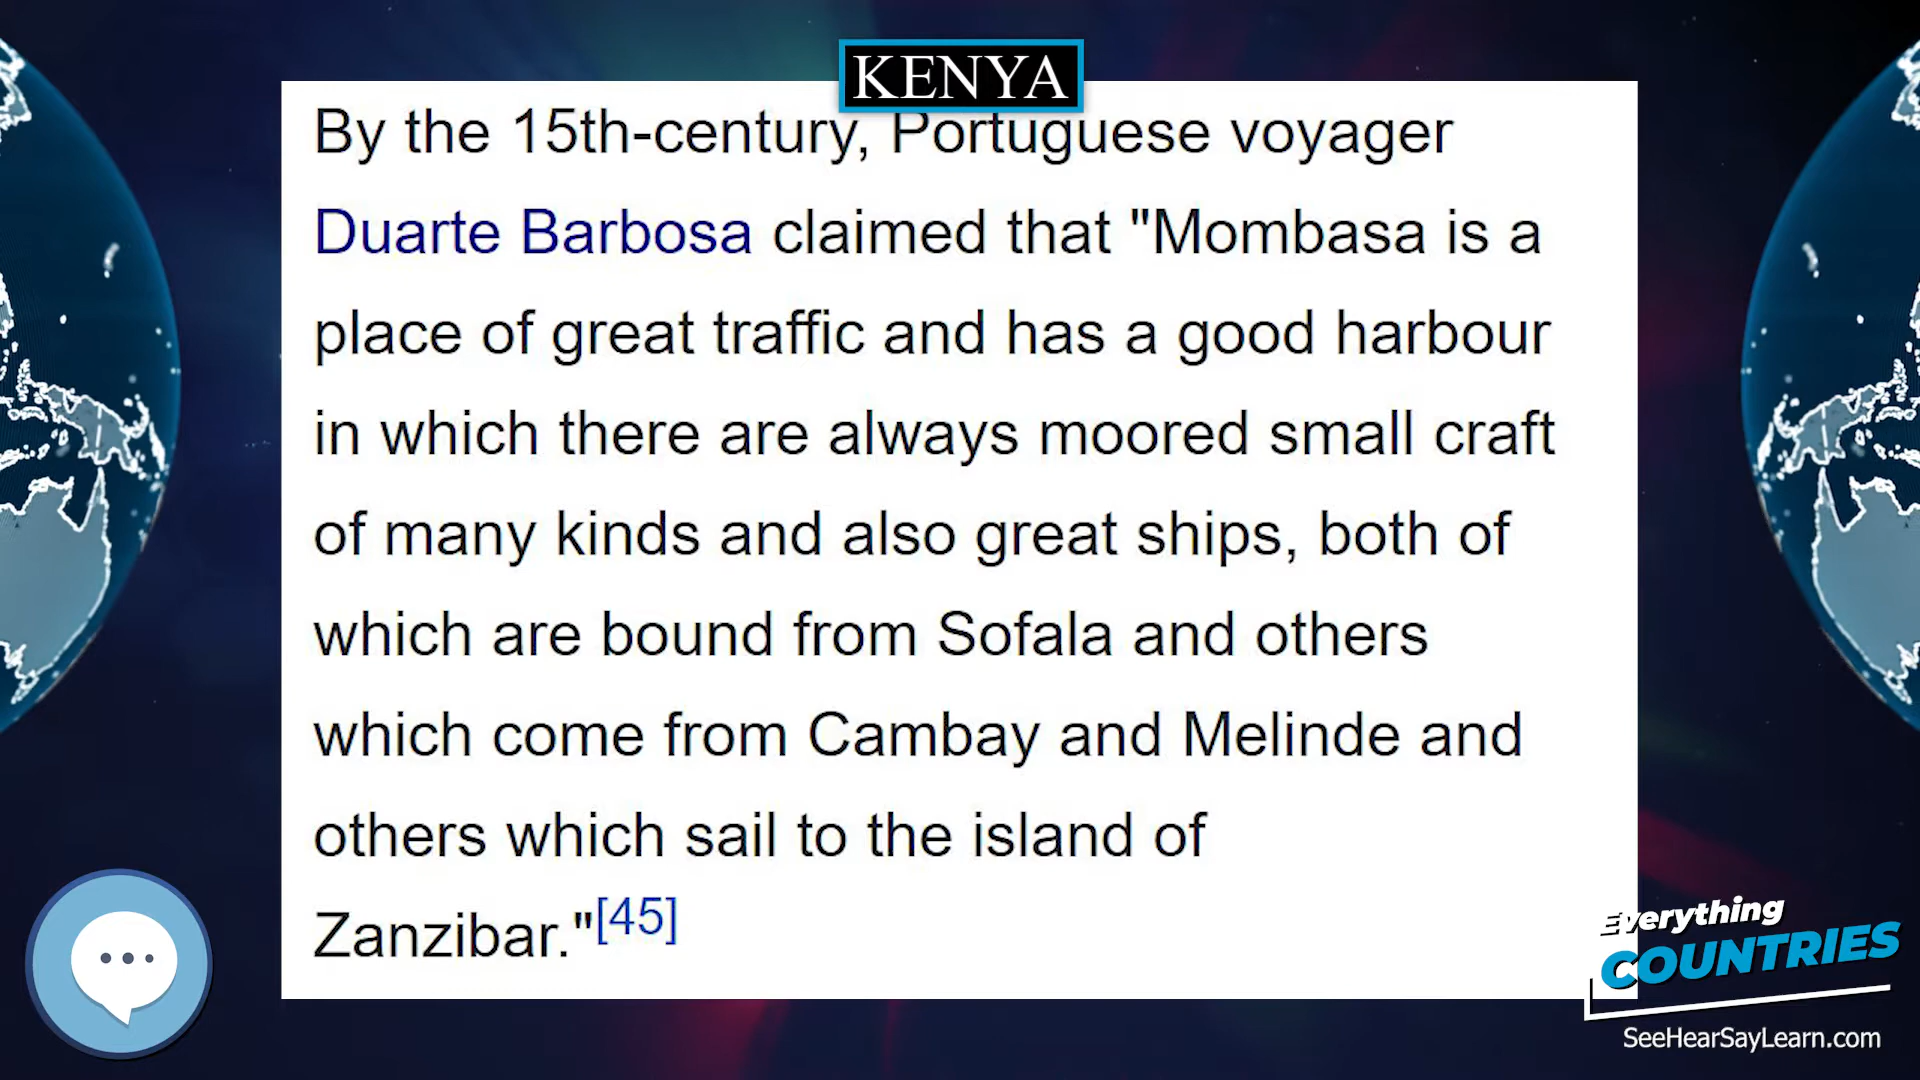 KENYA
By the 15th-century, Portuguese voyager
Duarte Barbosa claimed that "Mombasa is a
place of great traffic and has a good harbour
in which there are always moored small craft
of many kinds and also great ships, both of
which are bound from Sofala and others
which come from Cambay and Melinde and
others which sail to the island of
Zanzibar."[45]
Everything
COUNTRIES
SeeHearSayLearn.com